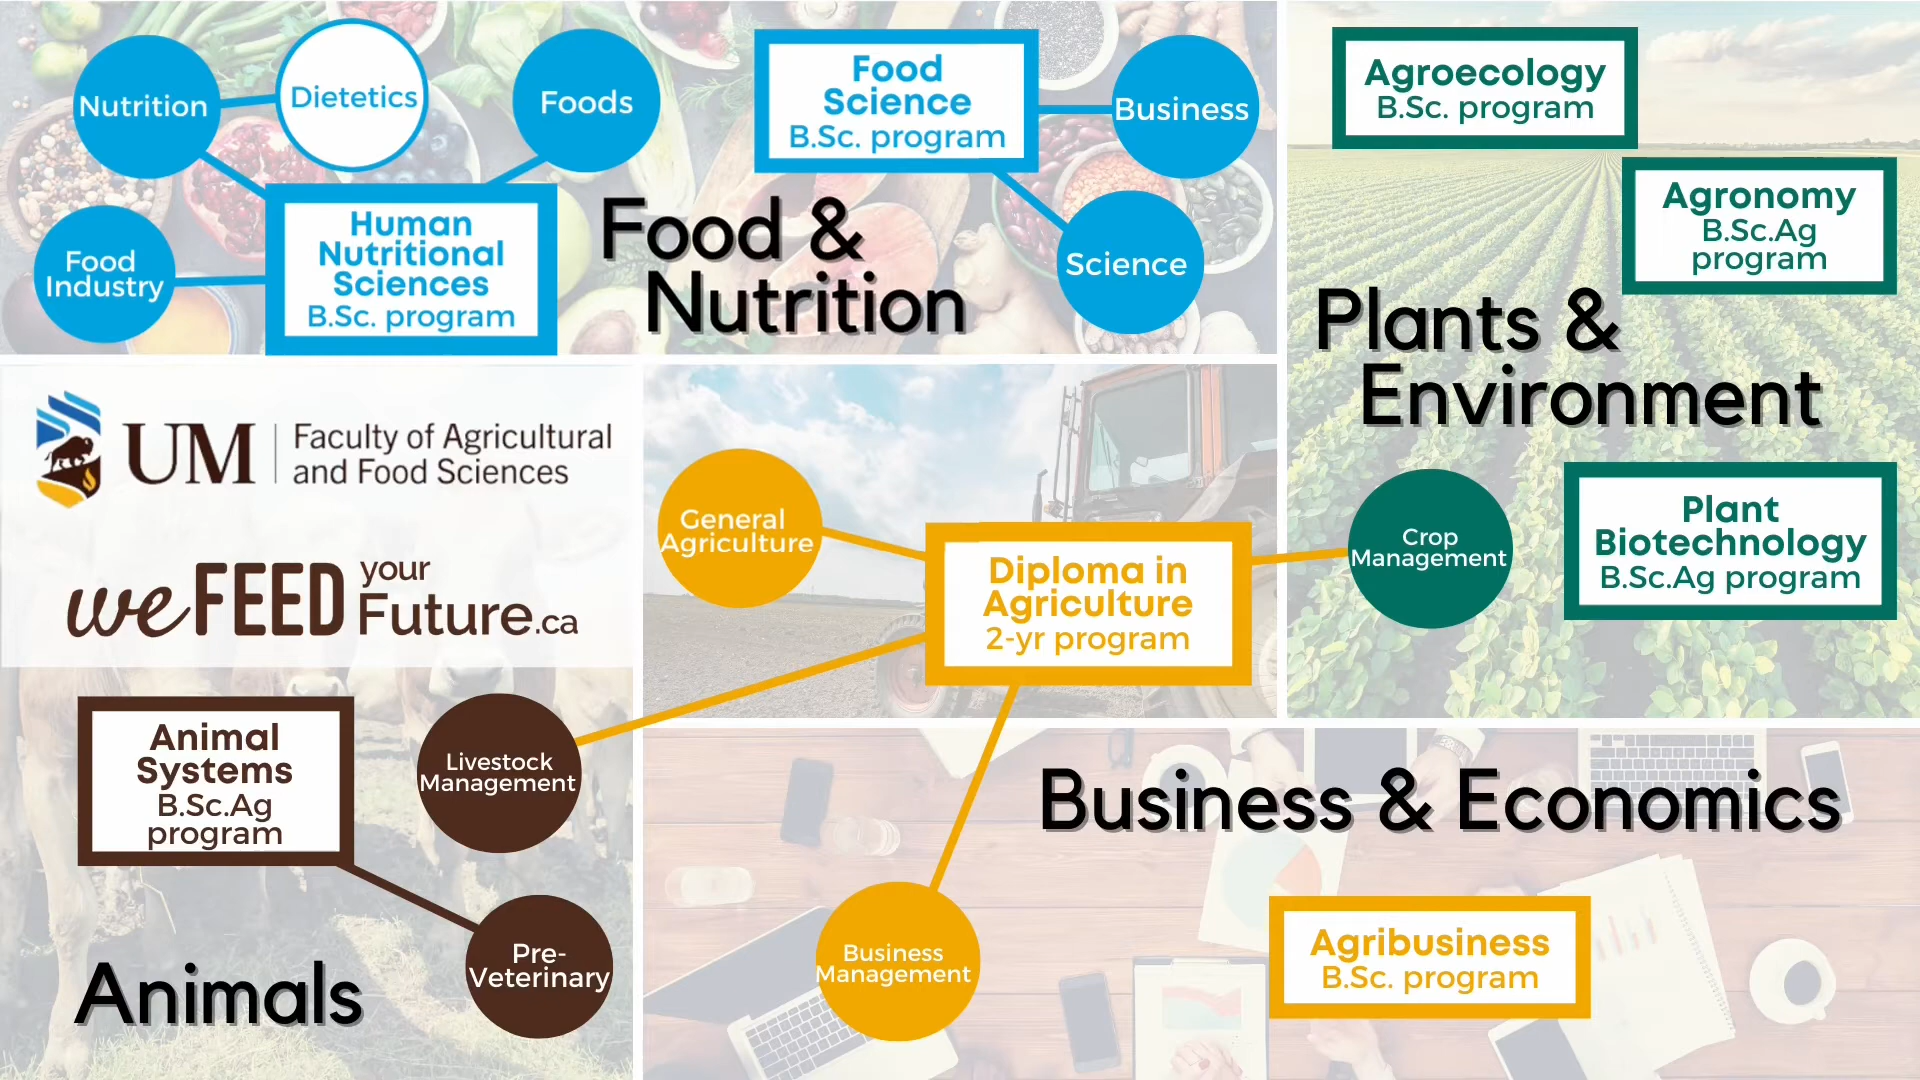 Nutrition
Dietetics
Foods
Food
Industry
Human
Nutritional
Sciences
B.Sc. program
Food
Science
B.Sc. program
Business
Science
Food &
Nutrition
Agroecology
B.Sc. program
Agronomy
B.Sc.Ag
program
Plants &
Environment
Crop
Management
Plant
Biotechnology
B.Sc.Ag program
UM
Faculty of Agricultural
and Food Sciences
we FEED your
Future.ca
General
Agriculture
Diploma in
Agriculture
2-yr program
Animal
Systems
B.Sc.Ag
program
Livestock
Management
Pre-
Veterinary
Animals
Business & Economics
Business
Management
Agribusiness
B.Sc. program